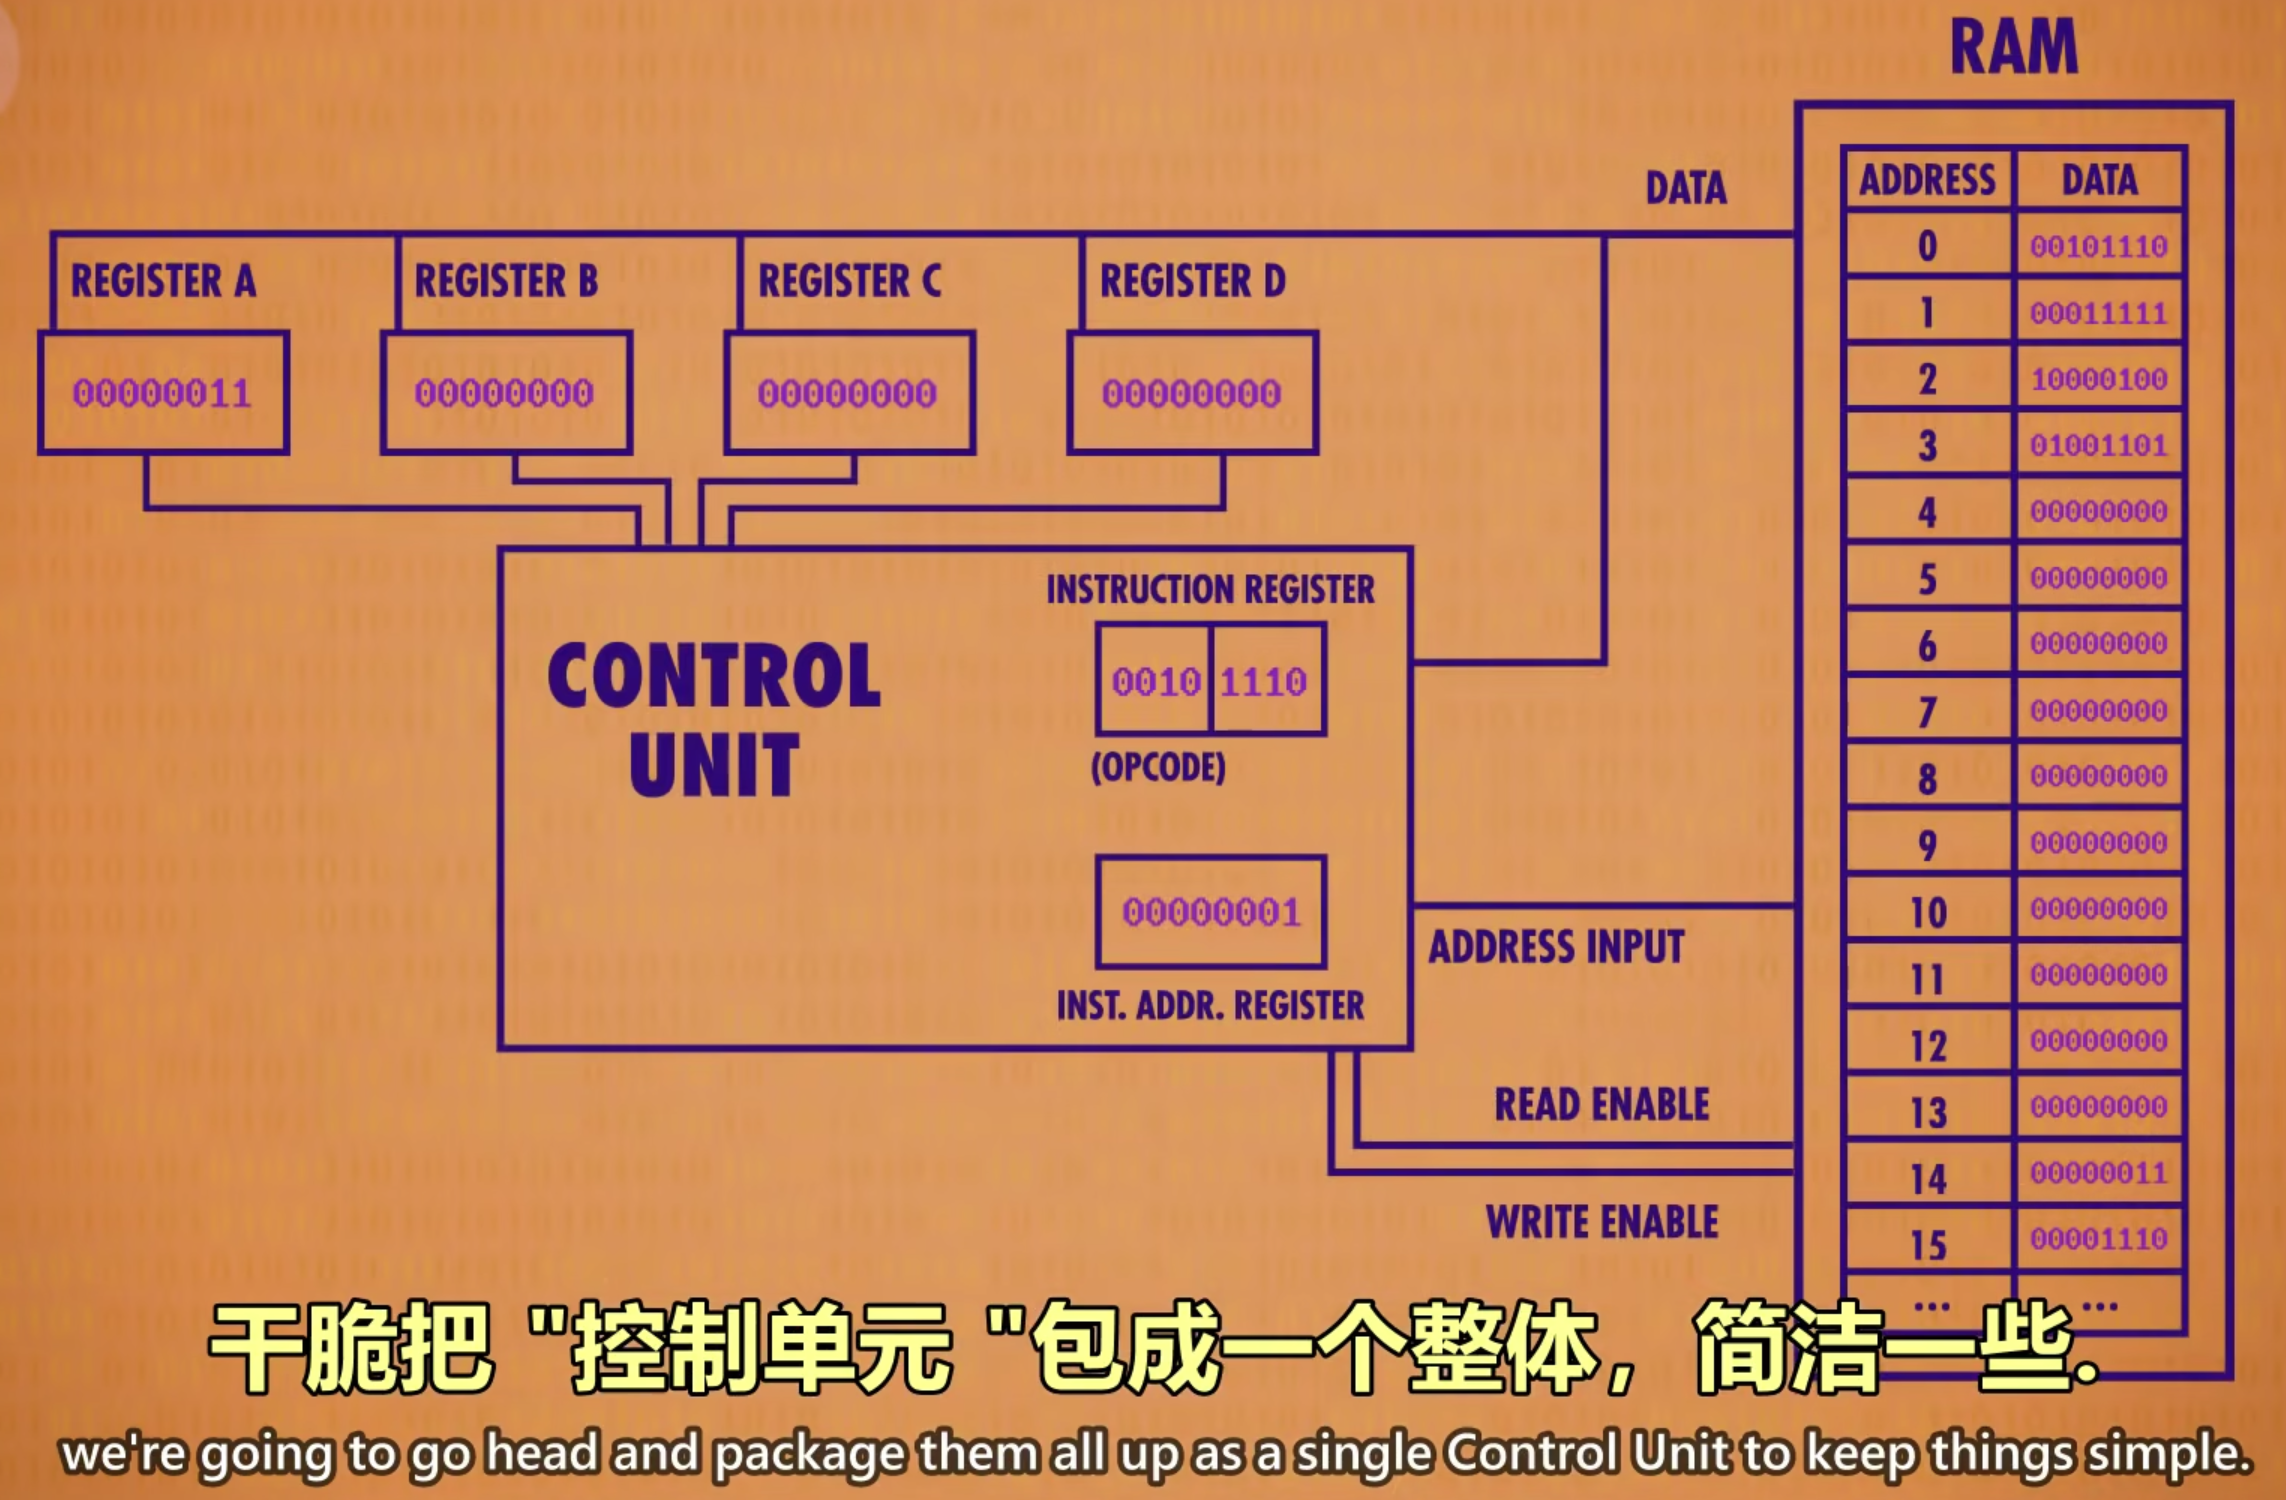 RAM
DATA
ADDRESS DATA
0 00101110
1 00011111
2 10000100
3 01001101
4 00000000
5 00000000
6 00000000
7 00000000
8 00000000
9 00000000
10 00000000
11 00000000
12 00000000
13 00000000
14 00000011
15 00001110
... ...
REGISTER A REGISTER B REGISTER C REGISTER D
00000011 00000000 00000000 00000000
CONTROL
UNIT
INSTRUCTION REGISTER
0010 1110
(OPCODE)
00000001
INST. ADDR. REGISTER
ADDRESS INPUT
READ ENABLE
WRITE ENABLE
干脆把 "控制单元 "包成一个整体，简洁一些.
we're going to go head and package them all up as a single Control Unit to keep things simple.